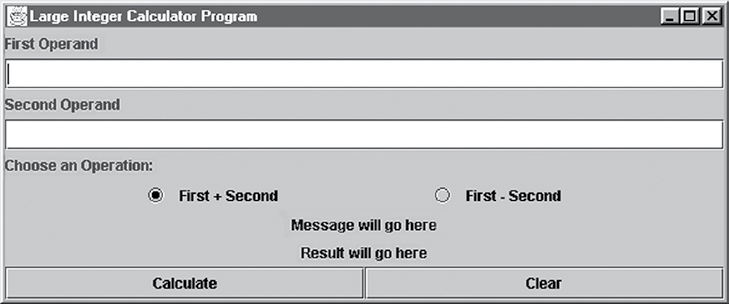 Large Integer Calculator Program
First Operand
Second Operand
Choose an Operation:
First + Second First - Second
Message will go here
Result will go here
Calculate Clear